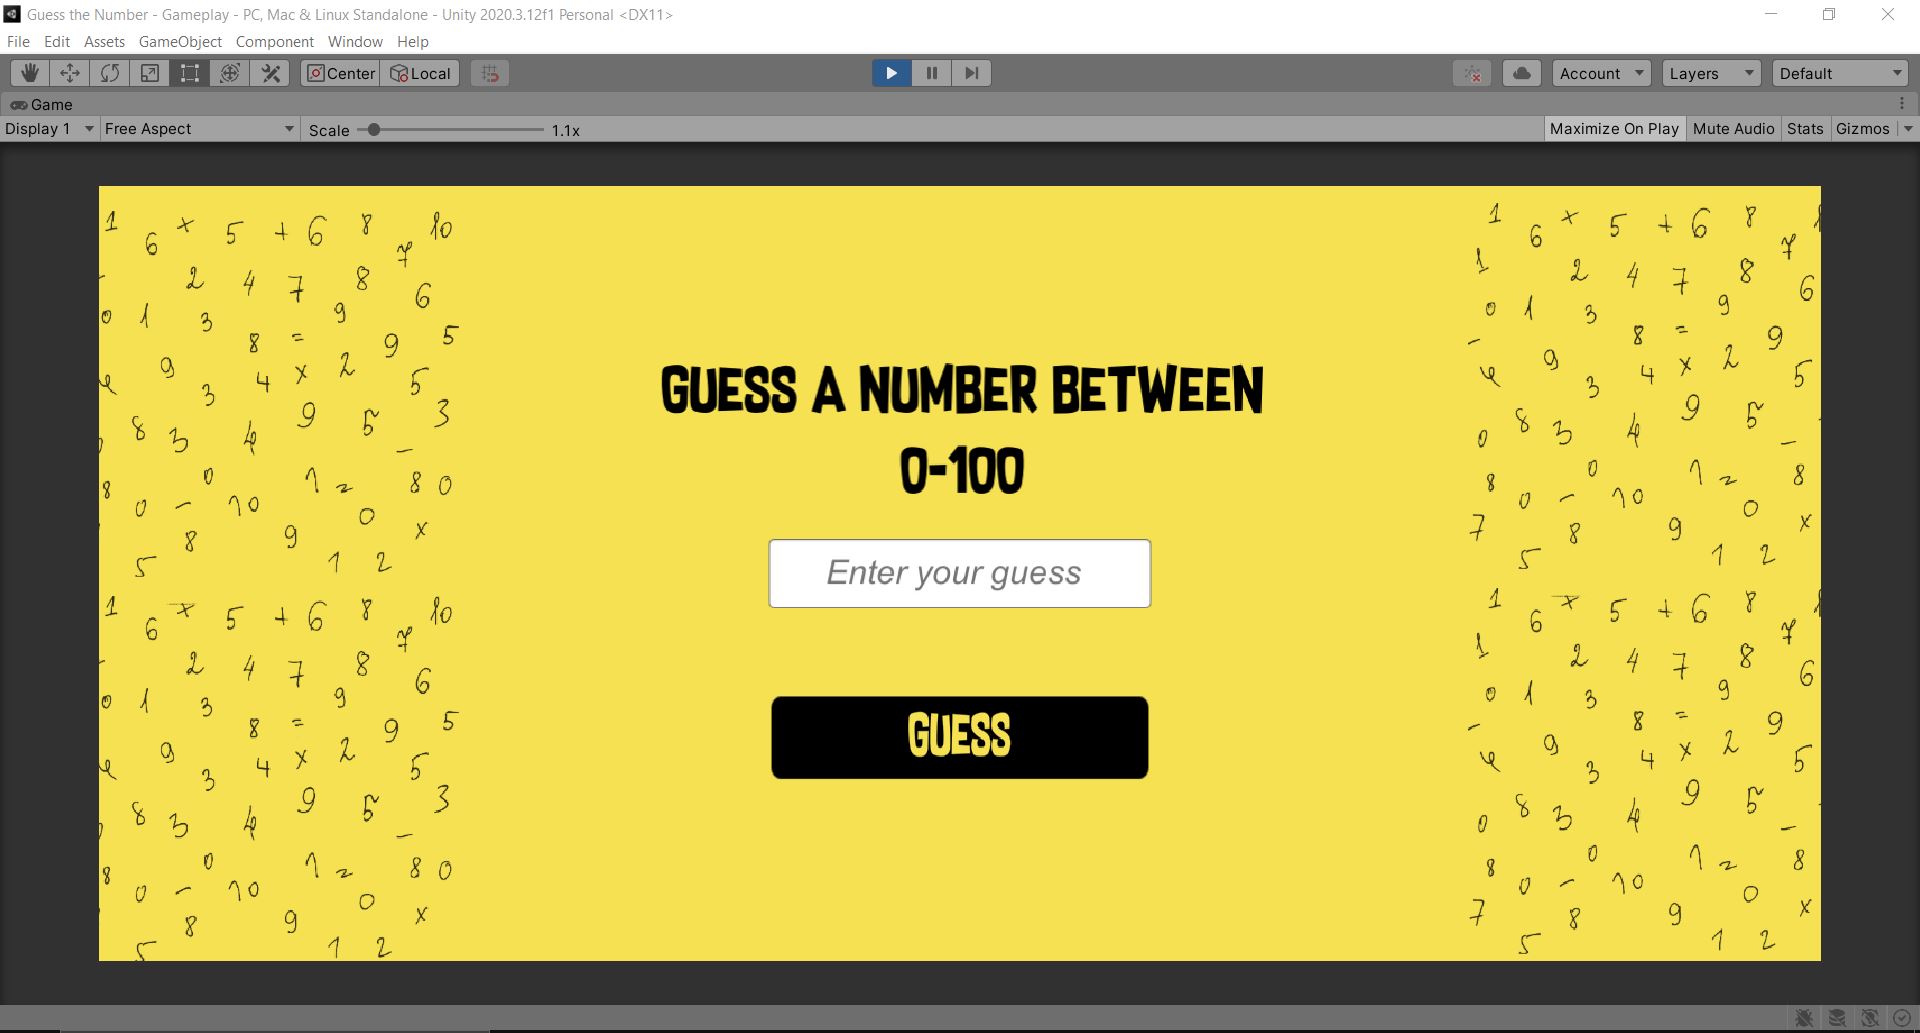 Guess the Number - Gameplay - PC, Mac & Linux Standalone - Unity 2020.3.12f1 Personal <DX11>
File Edit Assets GameObject Component Window Help
Center Local Account Layers Default
Game
Display 1 Free Aspect Scale 1.1x Maximize On Play Mute Audio Stats Gizmos
GUESS A NUMBER BETWEEN
0-100
Enter your guess
GUESS